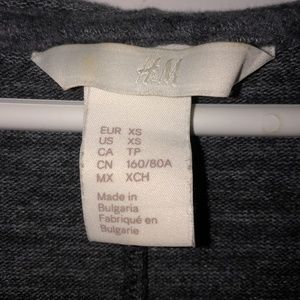 H&M
EUR XS
US XS
CA TP
CN 160/80A
MX XCH
Made in
Bulgaria
Fabriqué en
Bulgarie